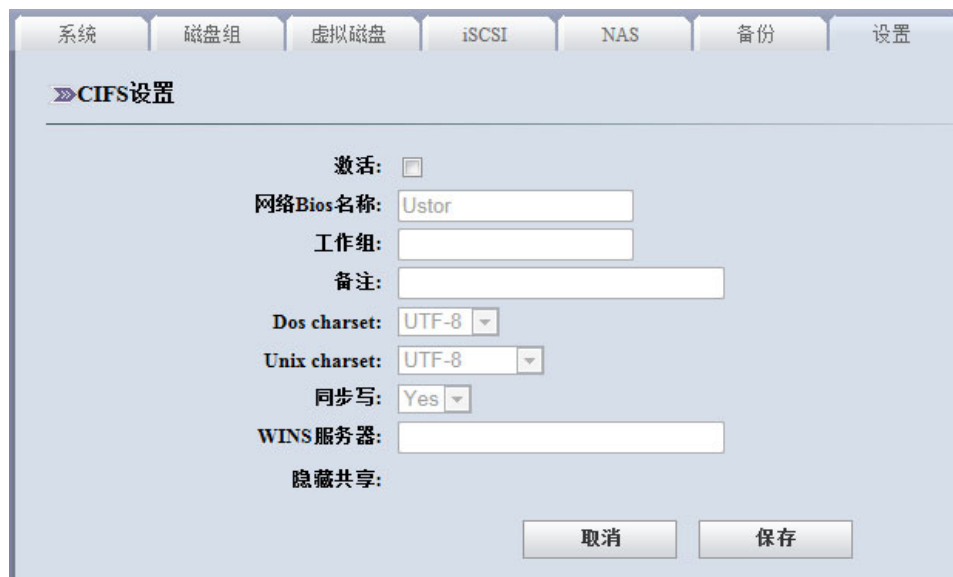 系统 磁盘组 虚拟磁盘 iSCSI NAS 备份 设置
CIFS设置
激活:
网络Bios名称: Ustor
工作组:
备注:
Dos charset: UTF-8
Unix charset: UTF-8
同步写: Yes
WINS服务器:
隐藏共享:
取消 保存